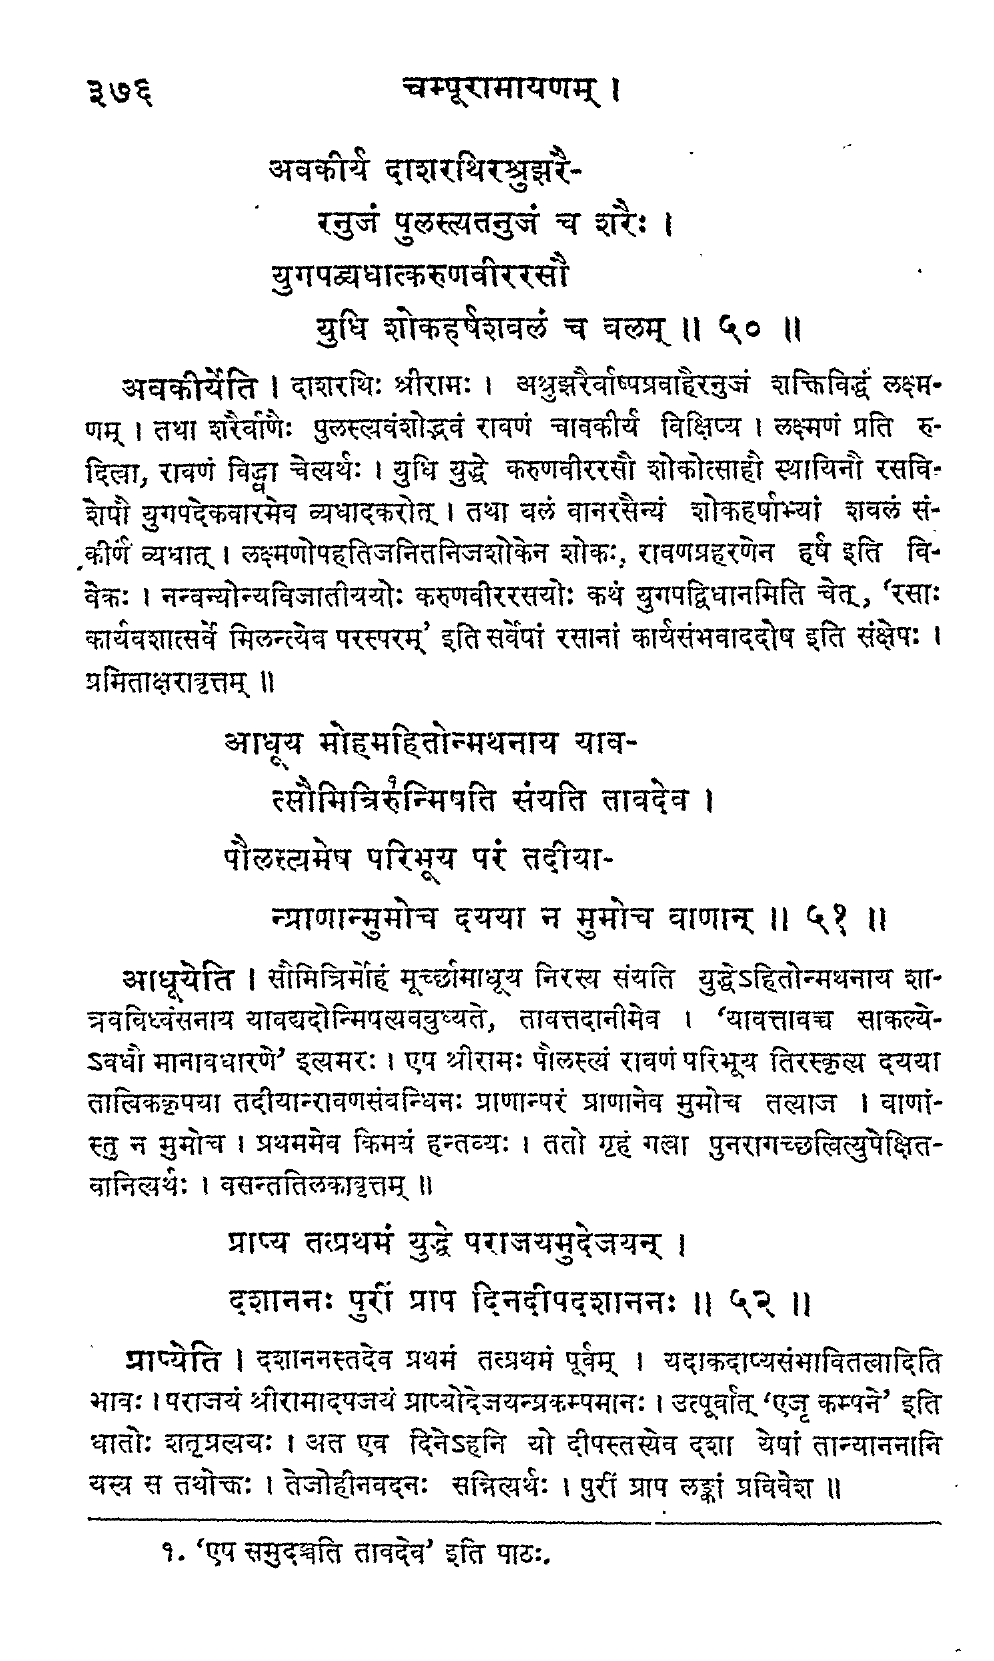 ३७६ चम्पूरामायणम् ।
अवकीर्य दाशरथिरश्रुझरै-
रनुजं पुलस्त्यतनुजं च शरैः ।
युगपद्व्यधात्करुणवीररसौ
युधि शोकहर्षशवलं च वलम् ॥ ५० ॥
अवकीर्येति । दाशरथिः श्रीरामः । अश्रुझरैर्वाष्पप्रवाहैरनुजं शक्तिविद्धं लक्ष्म-
णम् । तथा शरैर्वाणैः पुलस्त्यवंशोद्भवं रावणं चावकीर्य विक्षिप्य । लक्ष्मणं प्रति रु-
दित्वा, रावणं विद्ध्वा चेत्यर्थः । युधि युद्धे करुणवीररसौ शोकोत्साहौ स्थायिनौ रसवि-
शेषौ युगपदेकवारमेव व्यधादकरोत् । तथा वलं वानरसैन्यं शोकहर्षाभ्यां शवलं सं-
कीर्णं व्यधात् । लक्ष्मणोपहतिजनितनिजशोकेन शोकः, रावणप्रहरणेन हर्ष इति वि-
वेकः । नन्वन्योन्यविजातीययोः करुणवीररसयोः कथं युगपद्विधानमिति चेत्, ‘रसाः
कार्यवशात्सर्वे मिलन्त्येव परस्परम्’ इति सर्वेषां रसानां कार्यसंभवाददोष इति संक्षेपः ।
प्रमिताक्षरावृत्तम् ॥
आधूय मोहमहितोन्मथनाय याव-
त्सौमित्रिरुन्मिषति संयति तावदेव ।
पौलस्त्यमेष परिभूय परं तदीया-
न्प्राणान्मुमोच दयया न मुमोच वाणान् ॥ ५१ ॥
आधूयेति । सौमित्रिर्मोहं मूर्च्छामाधूय निरस्य संयति युद्धेऽहितोन्मथनाय शा-
त्रवविध्वंसनाय यावद्यदोन्मिषत्यवबुध्यते, तावत्तदानीमेव । ‘यावत्तावच्च साकल्ये-
ऽवधौ मानावधारणे’ इत्यमरः । एष श्रीरामः पौलस्त्यं रावणं परिभूय तिरस्कृत्य दयया
तात्त्विककृपया तदीयान्रावणसंबन्धिनः प्राणान्परं प्राणानेव मुमोच तत्याज । वाणां-
स्तु न मुमोच । प्रथममेव किमयं हन्तव्यः । ततो गृहं गत्वा पुनरागच्छत्वित्युपेक्षित-
वानित्यर्थः । वसन्ततिलकावृत्तम् ॥
प्राप्य तत्प्रथमं युद्धे पराजयमुदेजयन् ।
दशाननः पुरीं प्राप दिनदीपदशाननः ॥ ५२ ॥
प्राप्येति । दशाननस्तदेव प्रथमं तत्प्रथमं पूर्वम् । यदाकदाप्यसंभावितत्वादिति
भावः । पराजयं श्रीरामादपजयं प्राप्योदेजयन्प्रकम्पमानः । उत्पूर्वात् ‘एजृ कम्पने’ इति
धातोः शतृप्रत्ययः । अत एव दिनेऽहनि यो दीपस्तस्येव दशा येषां तान्याननानि
यस्य स तथोक्तः । तेजोहीनवदनः सन्नित्यर्थः । पुरीं प्राप लङ्कां प्रविवेश ॥
१. ‘एष समुदञ्चति तावदेव’ इति पाठः.